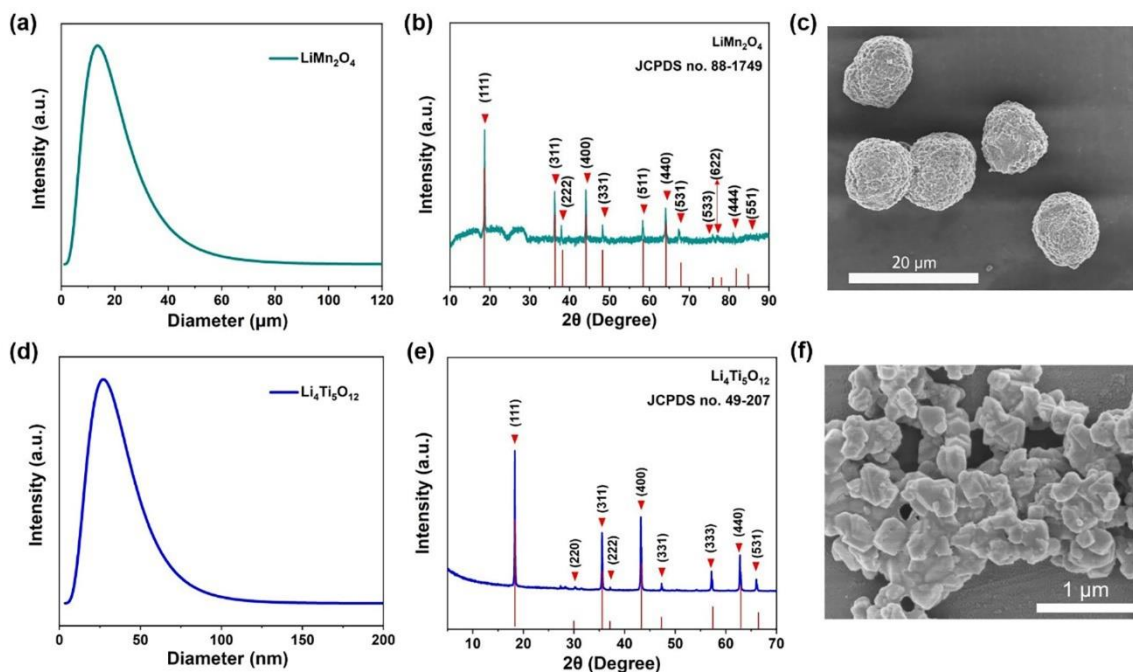 (a)
LiMn₂O₄
Intensity (a.u.)
0 20 40 60 80 100 120
Diameter (μm)
(b)
LiMn₂O₄
JCPDS no. 88-1749
(111)
(311)
(222)
(400)
(331)
(511)
(440)
(531)
(533)
(622)
(444)
(551)
Intensity (a.u.)
10 20 30 40 50 60 70 80 90
2θ (Degree)
(c)
20 μm
(d)
Li₄Ti₅O₁₂
Intensity (a.u.)
0 50 100 150 200
Diameter (nm)
(e)
Li₄Ti₅O₁₂
JCPDS no. 49-207
(111)
(220)
(311)
(222)
(400)
(331)
(333)
(440)
(531)
Intensity (a.u.)
10 20 30 40 50 60 70
2θ (Degree)
(f)
1 μm